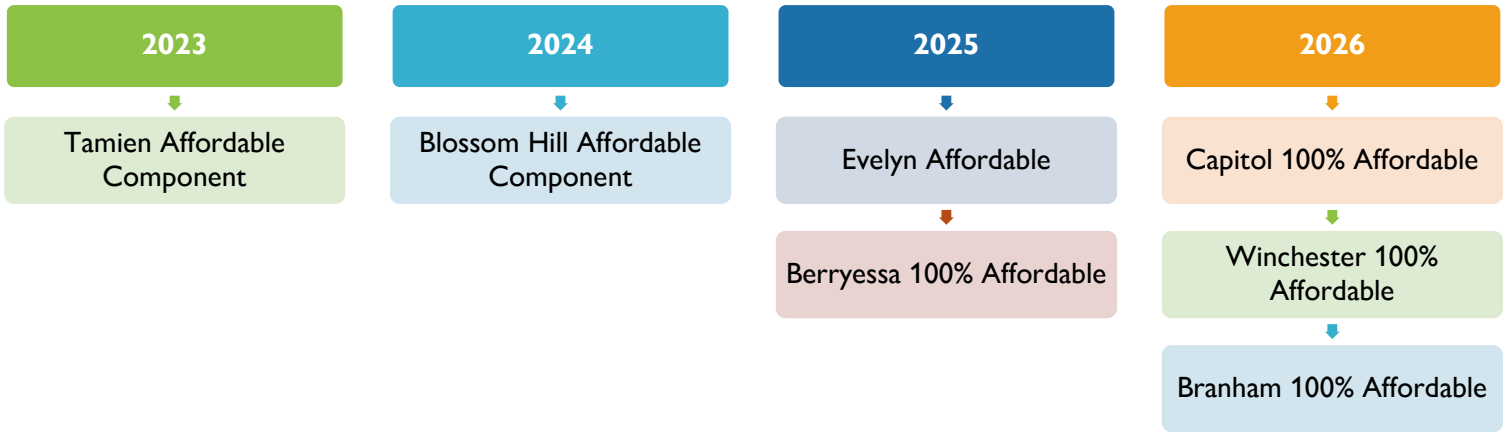 2023
Tamien Affordable
Component
2024
Blossom Hill Affordable
Component
2025
Evelyn Affordable
Berryessa 100% Affordable
2026
Capitol 100% Affordable
Winchester 100%
Affordable
Branham 100% Affordable